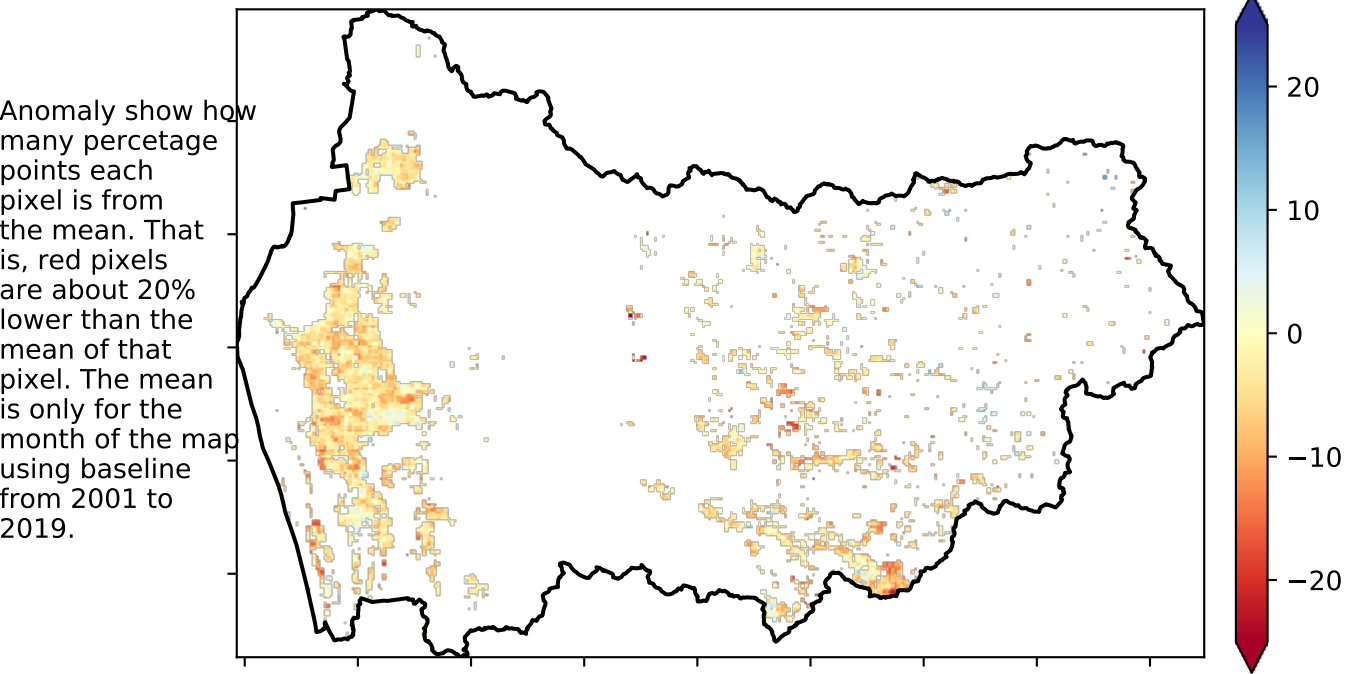 Anomaly show how
many percetage
points each
pixel is from
the mean. That
is, red pixels
are about 20%
lower than the
mean of that
pixel. The mean
is only for the
month of the map
using baseline
from 2001 to
2019.
20
10
0
−10
−20